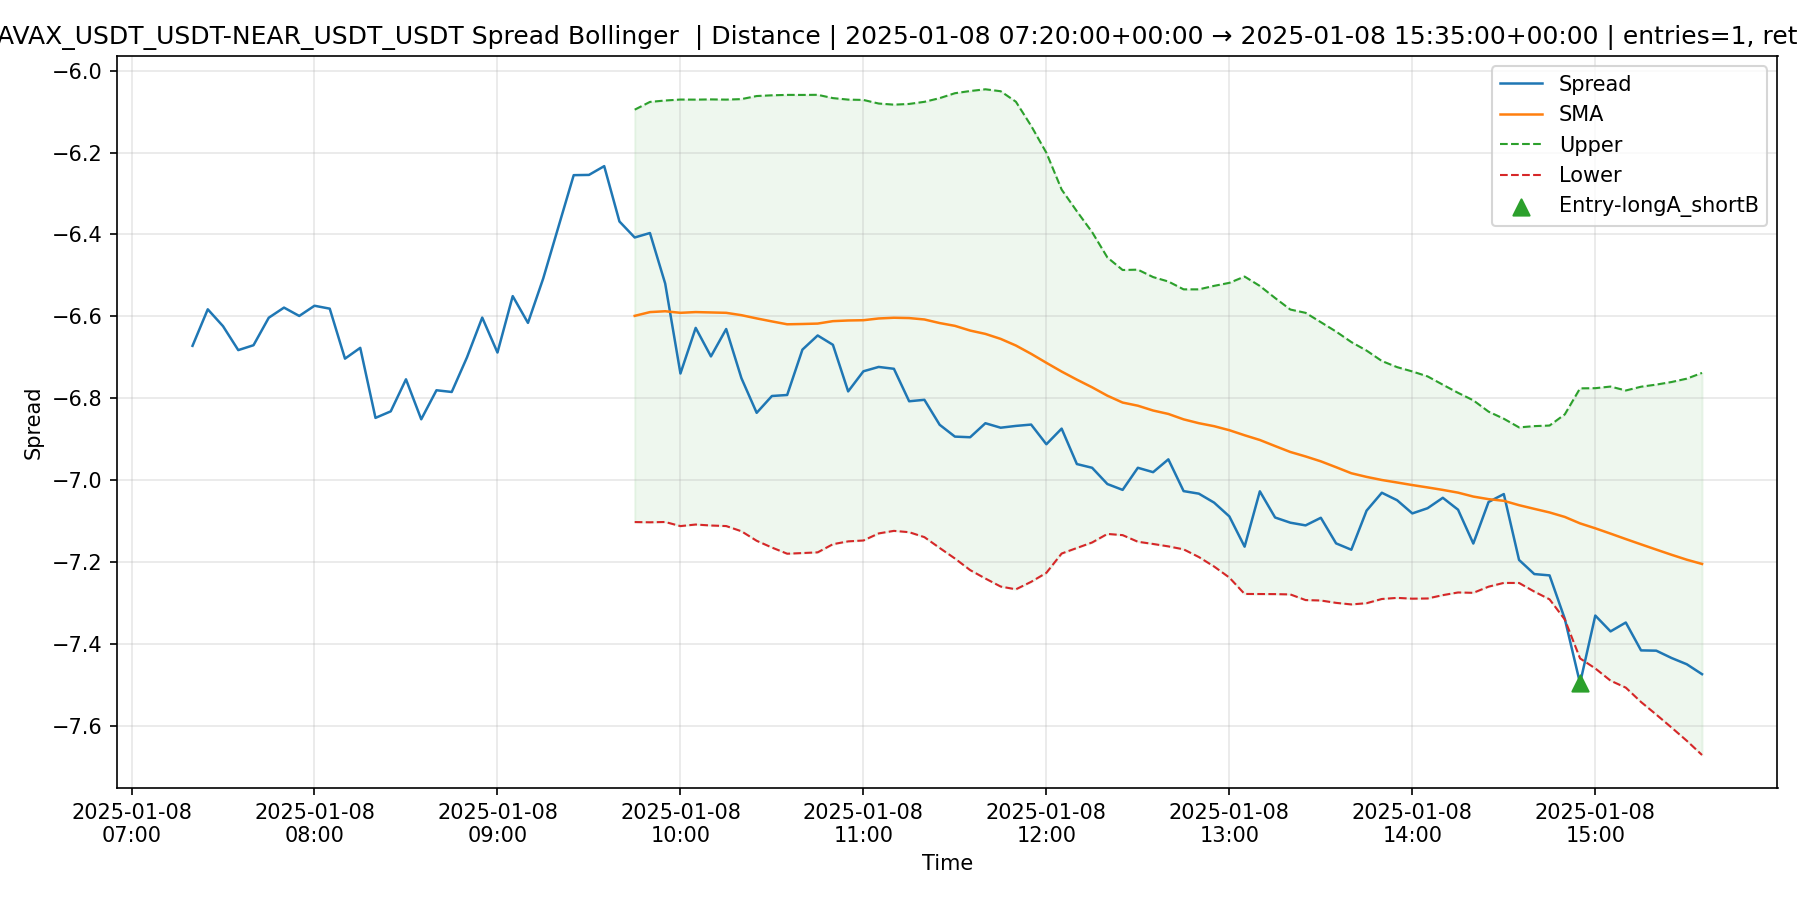 AVAX_USDT_USDT-NEAR_USDT_USDT Spread Bollinger | Distance | 2025-01-08 07:20:00+00:00 → 2025-01-08 15:35:00+00:00 | entries=1, ret
Spread
SMA
Upper
Lower
Entry-longA_shortB
−6.0
−6.2
−6.4
−6.6
−6.8
−7.0
−7.2
−7.4
−7.6
Spread
2025-01-08 2025-01-08 2025-01-08 2025-01-08 2025-01-08 2025-01-08 2025-01-08 2025-01-08 2025-01-08
07:00 08:00 09:00 10:00 11:00 12:00 13:00 14:00 15:00
Time